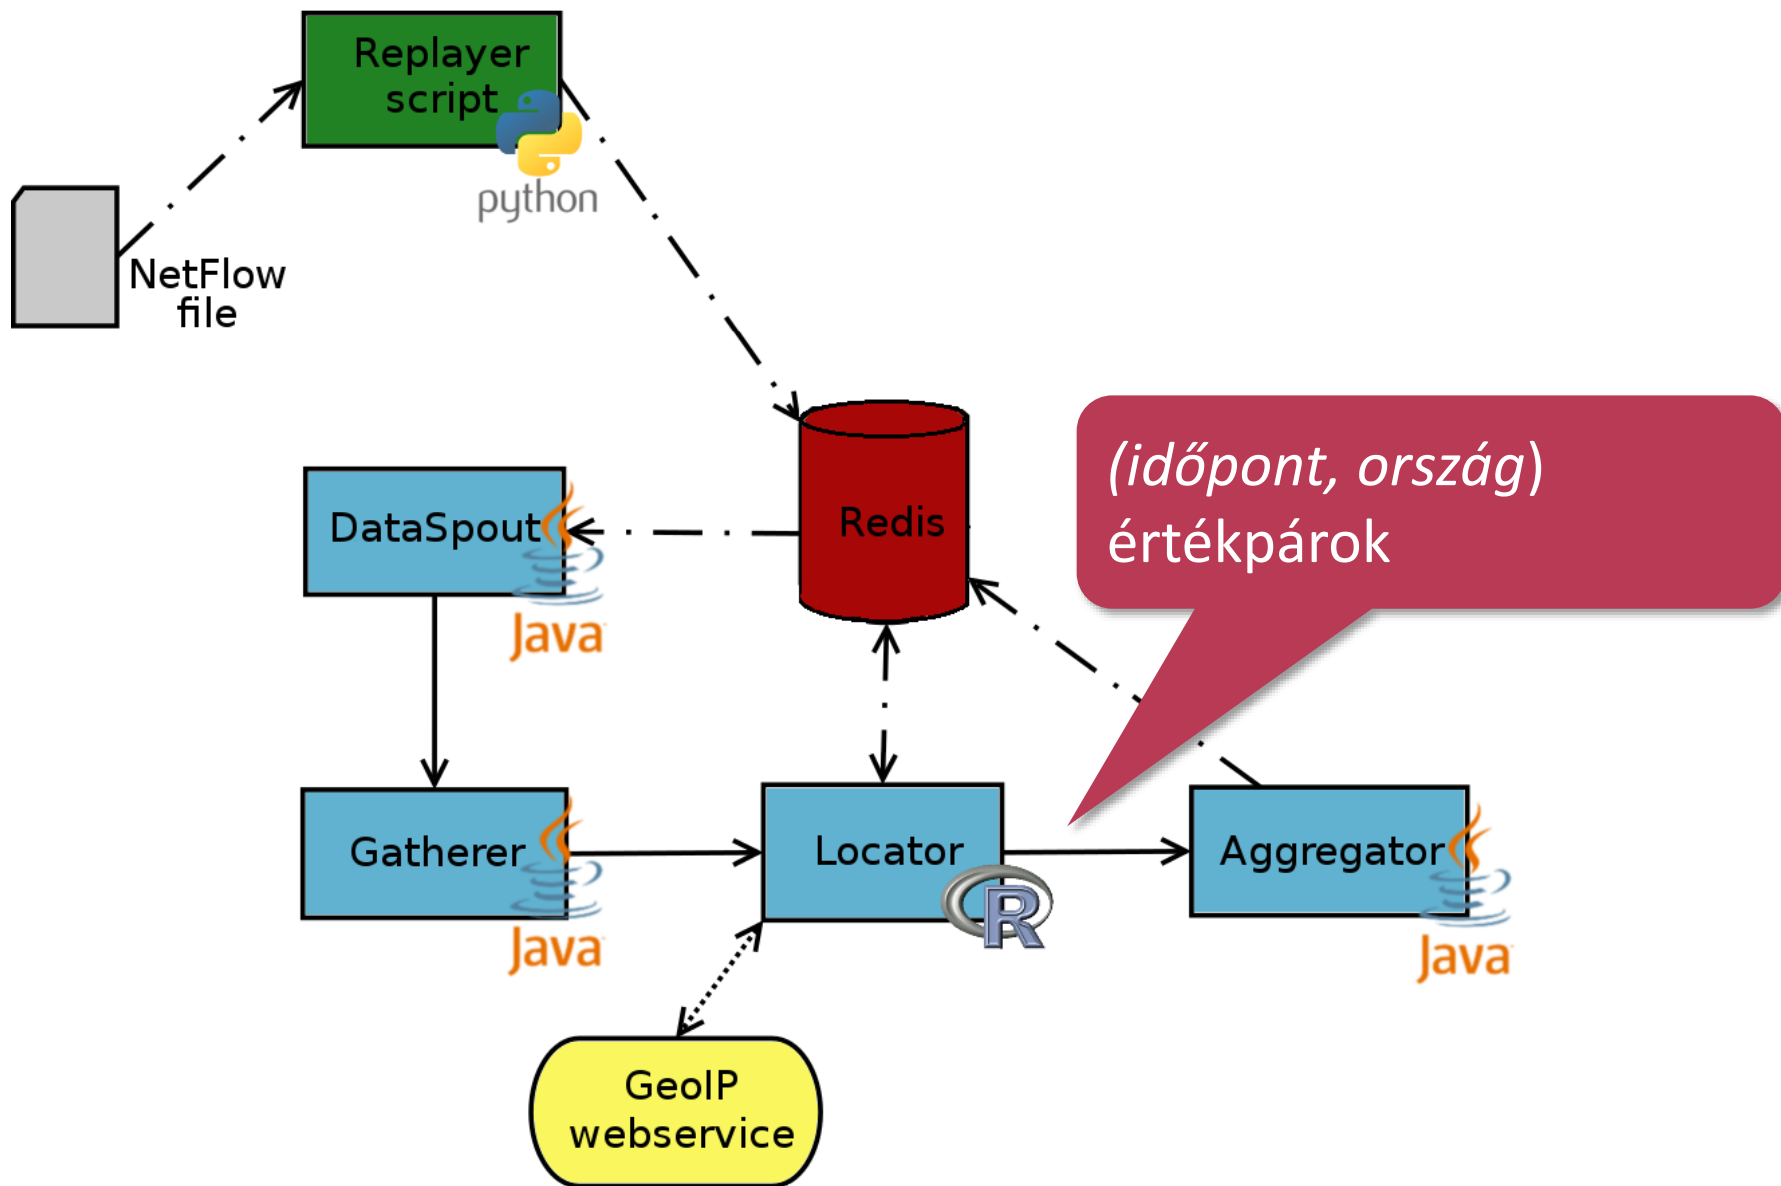 Replayer
script
python
NetFlow
file
(időpont, ország)
értékpárok
Redis
DataSpout
Java
Gatherer
Java
Locator
R
Aggregator
Java
GeoIP
webservice